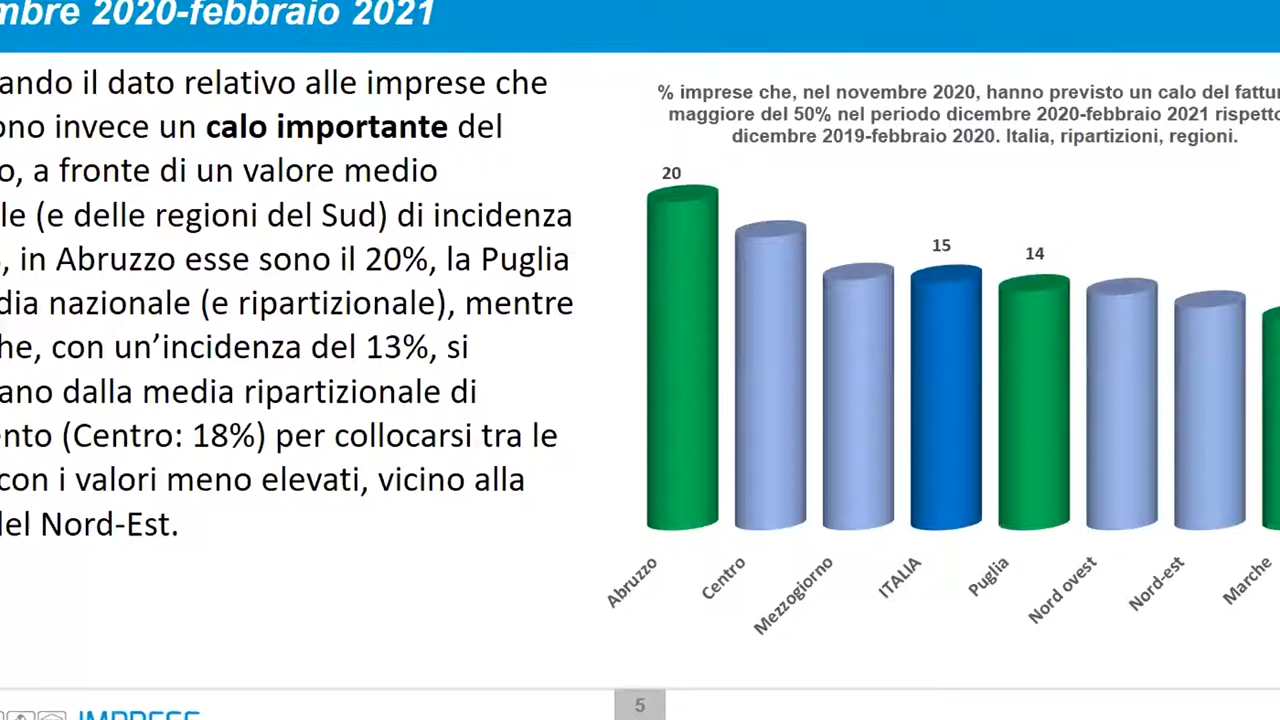 mbre 2020-febbraio 2021
ando il dato relativo alle imprese che
ono invece un calo importante del
o, a fronte di un valore medio
le (e delle regioni del Sud) di incidenza
, in Abruzzo esse sono il 20%, la Puglia
dia nazionale (e ripartizionale), mentre
he, con un’incidenza del 13%, si
ano dalla media ripartizionale di
ento (Centro: 18%) per collocarsi tra le
con i valori meno elevati, vicino alla
del Nord-Est.
% imprese che, nel novembre 2020, hanno previsto un calo del fattur
maggiore del 50% nel periodo dicembre 2020-febbraio 2021 rispetto
dicembre 2019-febbraio 2020. Italia, ripartizioni, regioni.
20
15
14
Abruzzo
Centro
Mezzogiorno
ITALIA
Puglia
Nord ovest
Nord-est
Marche
5
IMPRESE